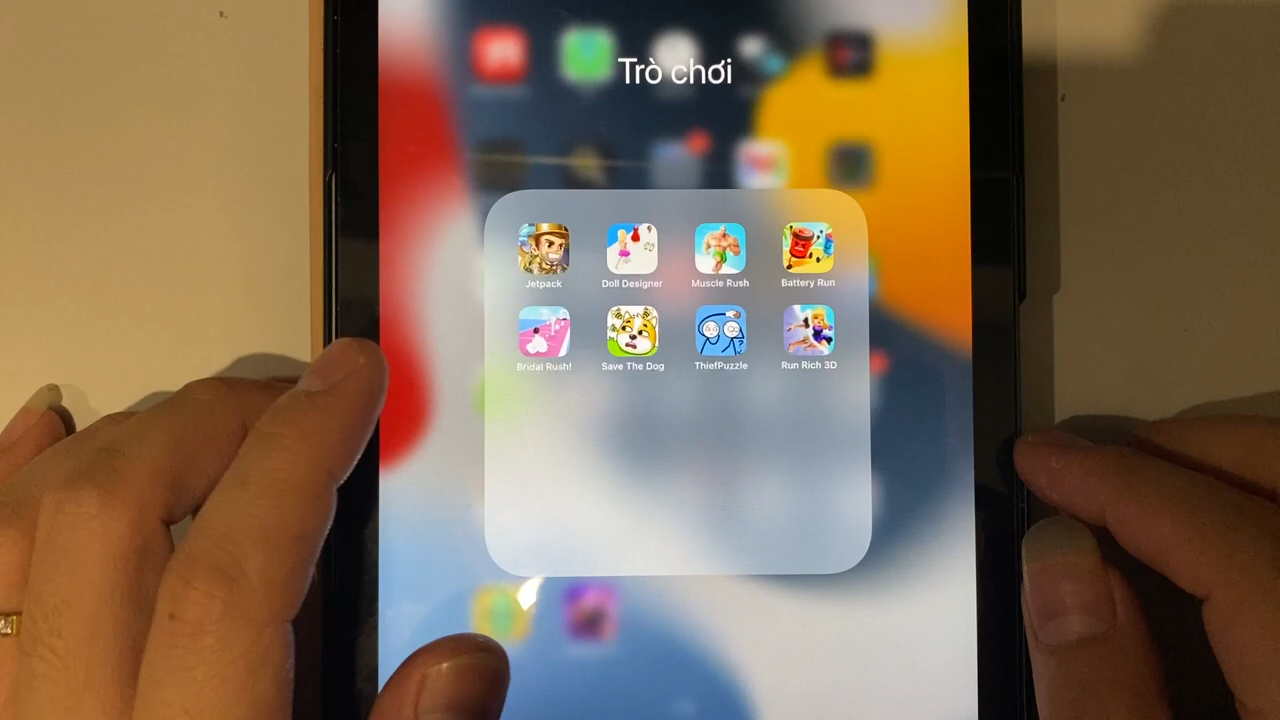 Trò chơi
Jetpack
Doll Designer
Muscle Rush
Battery Run
Bridal Rush!
Save The Dog
ThiefPuzzle
Run Rich 3D